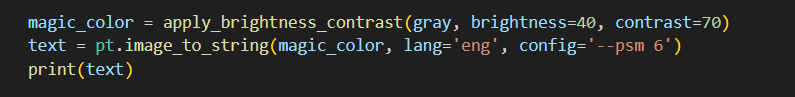 magic_color = apply_brightness_contrast(gray, brightness=40, contrast=70)
text = pt.image_to_string(magic_color, lang='eng', config='--psm 6')
print(text)